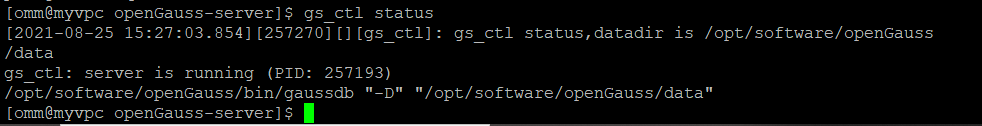 [omm@myvpc openGauss-server]$ gs_ctl status
[2021-08-25 15:27:03.854][257270][][gs_ctl]: gs_ctl status,datadir is /opt/software/openGauss
/data
gs_ctl: server is running (PID: 257193)
/opt/software/openGauss/bin/gaussdb "-D" "/opt/software/openGauss/data"
[omm@myvpc openGauss-server]$